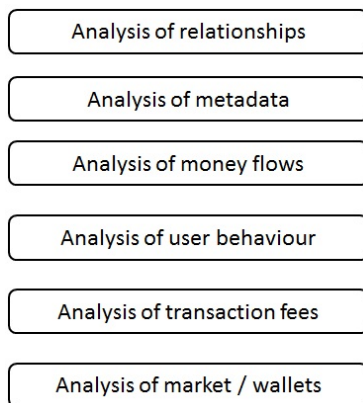 Analysis of relationships
Analysis of metadata
Analysis of money flows
Analysis of user behaviour
Analysis of transaction fees
Analysis of market / wallets